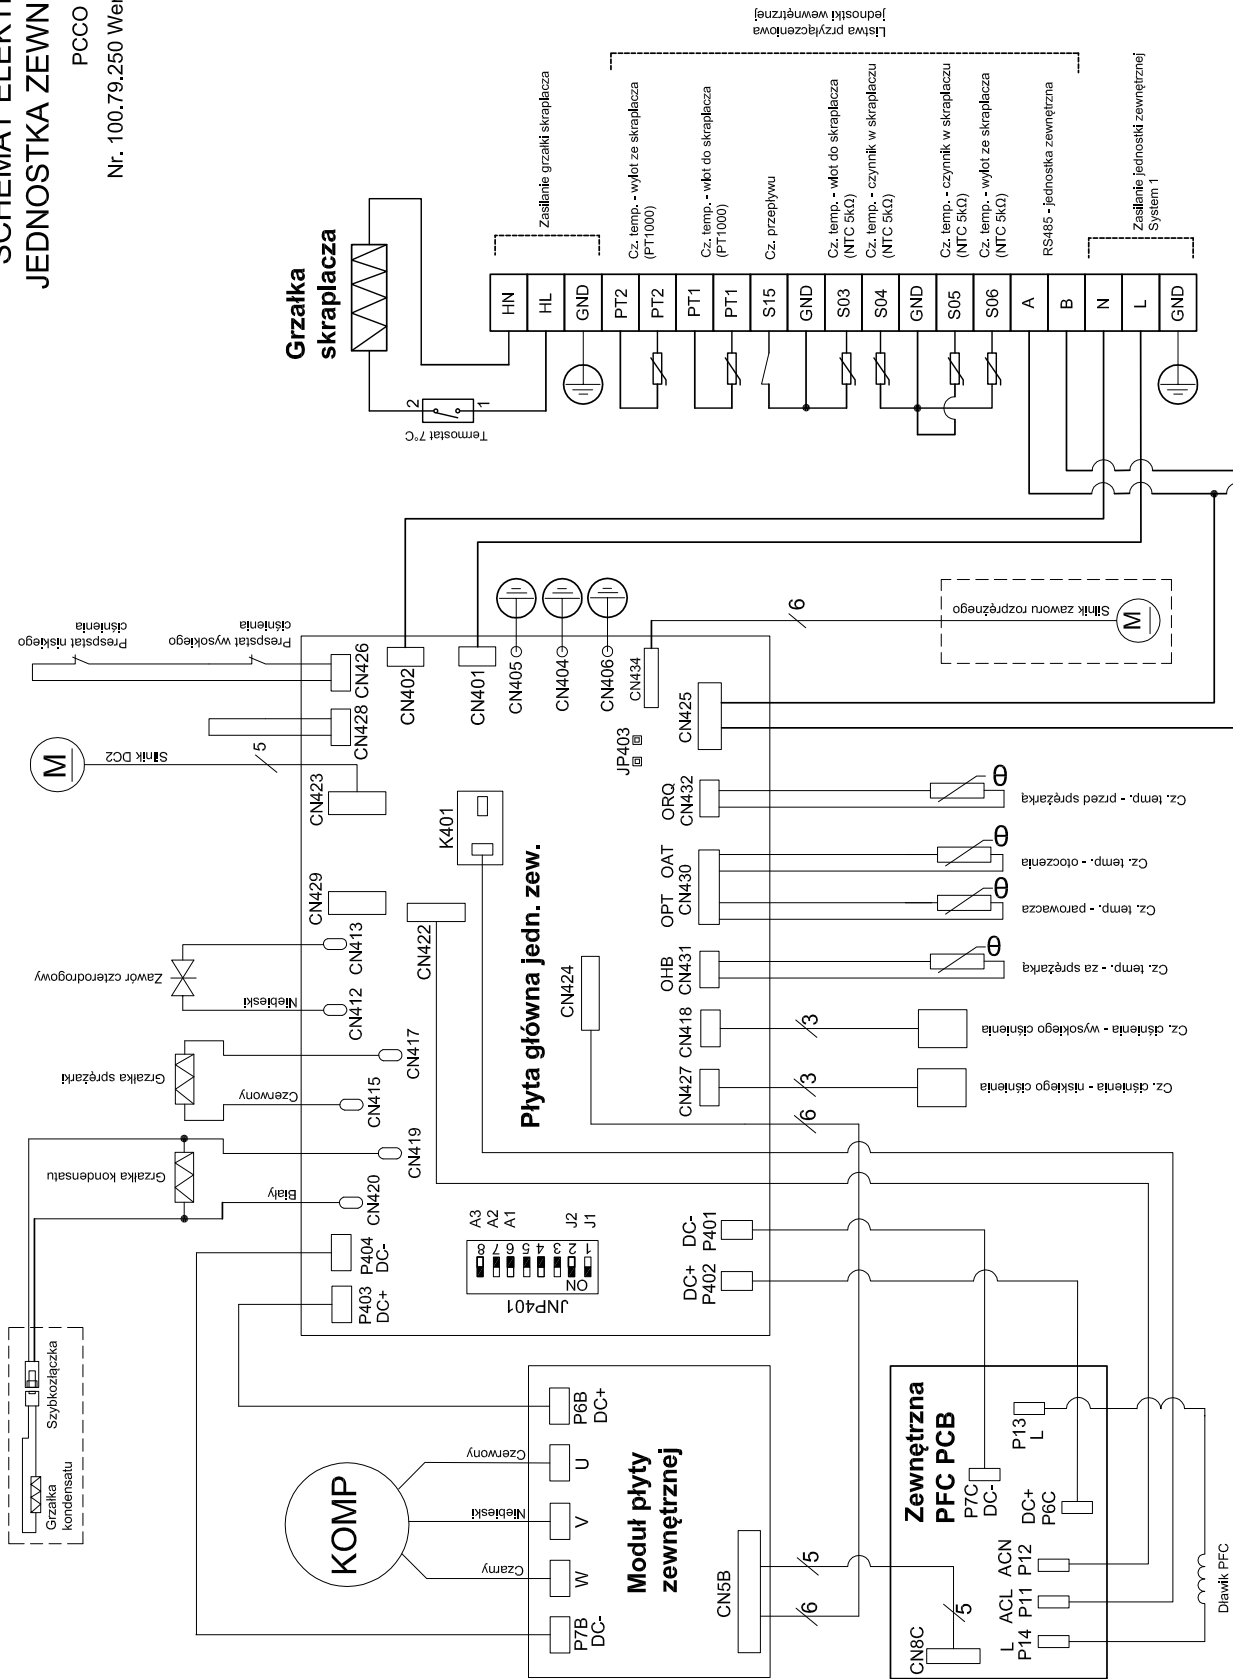 SCHEMAT ELEKT
JEDNOSTKA ZEWN
PCCO
Nr. 100.79.250 Wer
Listwa przyłączeniowa
jednostki wewnętrznej
Grzałka
skraplacza
Termostat 7°C
2
1
HN
HL
GND
PT2
PT2
PT1
PT1
S15
GND
S03
S04
GND
S05
S06
A
B
N
L
GND
Zasilanie grzałki skraplacza
Cz. temp. - wylot ze skraplacza
(PT1000)
Cz. temp. - wlot do skraplacza
(PT1000)
Cz. przepływu
Cz. temp. - wlot do skraplacza
(NTC 5kΩ)
Cz. temp. - czynnik w skraplaczu
(NTC 5kΩ)
Cz. temp. - czynnik w skraplaczu
(NTC 5kΩ)
Cz. temp. - wylot ze skraplacza
(NTC 5kΩ)
RS485 - jednostka zewnętrzna
Zasilanie jednostki zewnętrznej
System 1
Prespstat niskiego
ciśnienia
Prespstat wysokiego
ciśnienia
M
Silnik DC2
5
CN426
CN428
CN423
CN429
CN402
CN401
CN405
CN404
CN406
CN434
CN425
JP403
K401
CN422
CN424
Płyta główna jedn. zew.
6
Silnik zaworu rozprężnego
M
Zawór czterodrogowy
Niebieski
CN413
CN412
Grzałka sprężarki
Czerwony
CN417
CN415
Grzałka kondensatu
Biały
CN419
CN420
Szybkozłączka
Grzałka
kondensatu
P404
DC-
P403
DC+
A3
A2
A1
J2
J1
8
7
6
5
4
3
2
1
ON
JNP401
ORQ
CN432
OAT
OPT
CN430
OHB
CN431
CN418
CN427
DC-
P401
DC+
P402
θ
Cz. temp. - przed sprężarką
θ
Cz. temp. - otoczenia
θ
Cz. temp. - parowacza
θ
Cz. temp. - za sprężarką
3
Cz. ciśnienia - wysokiego ciśnienia
3
Cz. ciśnienia - niskiego ciśnienia
6
KOMP
Czerwony
Niebieski
Czarny
P6B
DC+
U
V
W
P7B
DC-
Moduł płyty
zewnętrznej
CN5B
5
6
5
CN8C
Zewnętrzna
PFC PCB
P13
L
P7C
DC-
DC+
P6C
ACN
P12
ACL
P11
L
P14
Dławik PFC